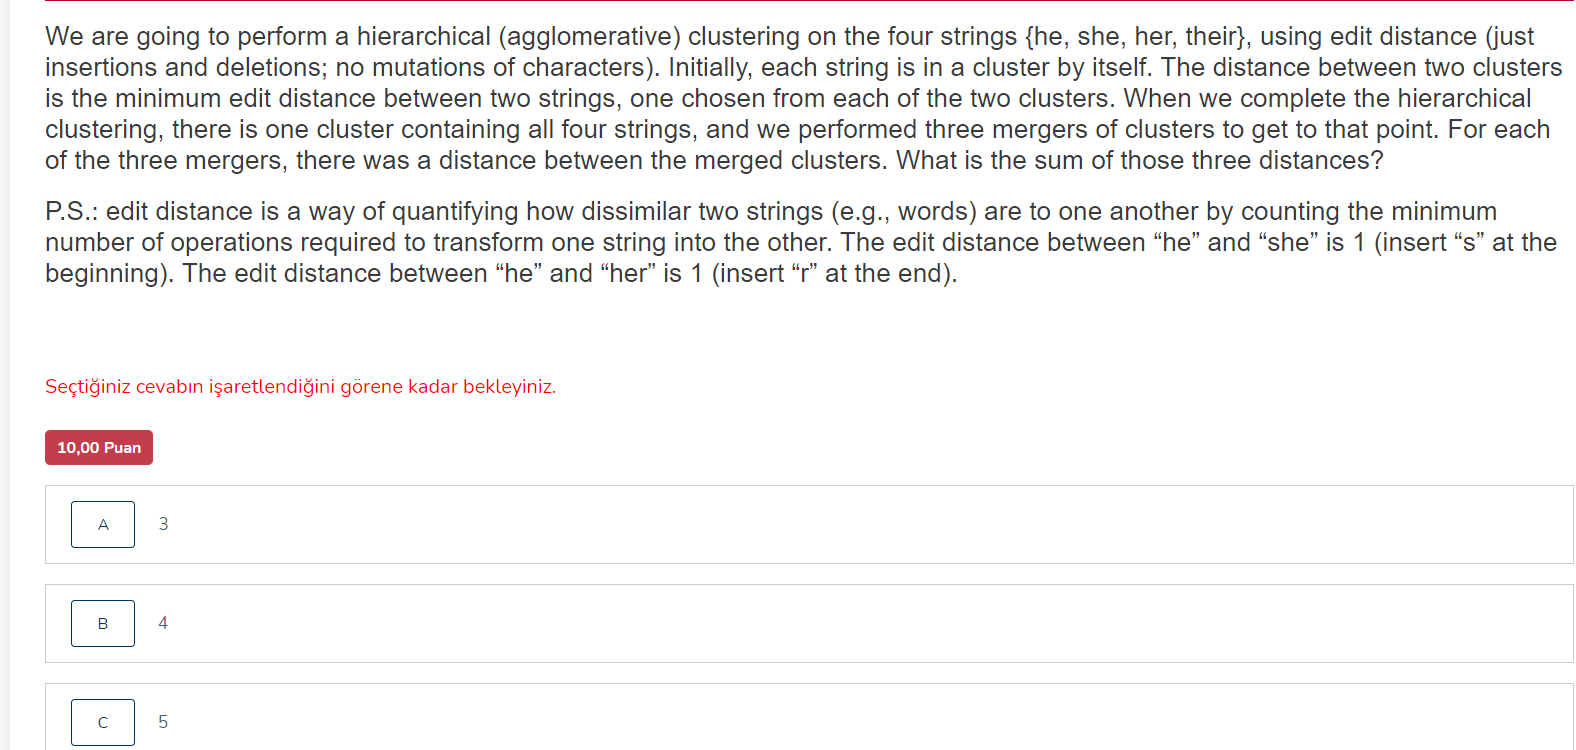 We are going to perform a hierarchical (agglomerative) clustering on the four strings {he, she, her, their}, using edit distance (just
insertions and deletions; no mutations of characters). Initially, each string is in a cluster by itself. The distance between two clusters
is the minimum edit distance between two strings, one chosen from each of the two clusters. When we complete the hierarchical
clustering, there is one cluster containing all four strings, and we performed three mergers of clusters to get to that point. For each
of the three mergers, there was a distance between the merged clusters. What is the sum of those three distances?
P.S.: edit distance is a way of quantifying how dissimilar two strings (e.g., words) are to one another by counting the minimum
number of operations required to transform one string into the other. The edit distance between “he” and “she” is 1 (insert “s” at the
beginning). The edit distance between “he” and “her” is 1 (insert “r” at the end).
Seçtiğiniz cevabın işaretlendiğini görene kadar bekleyiniz.
10,00 Puan
A 3
B 4
C 5